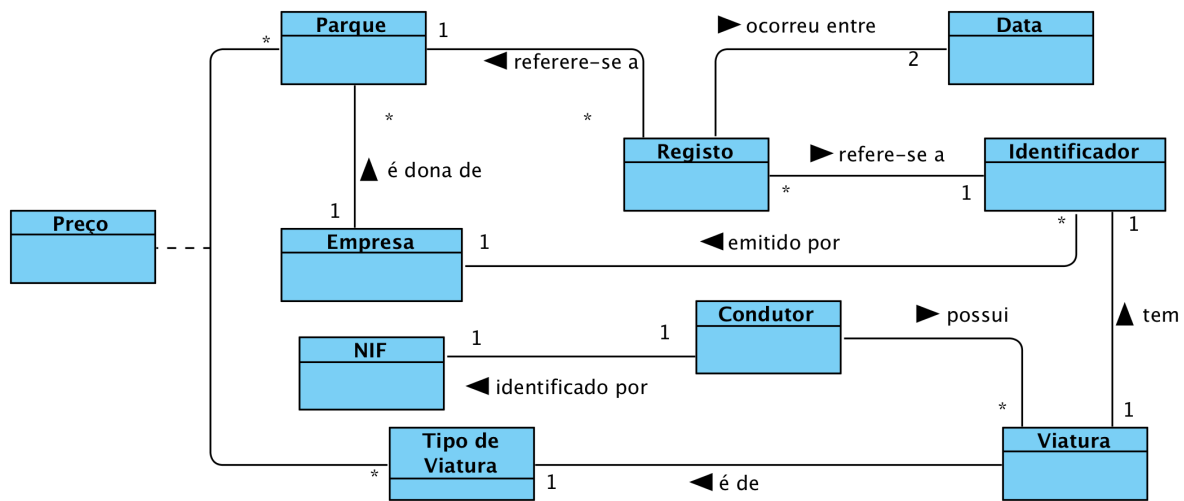 Parque
1
*
◄ referere-se a
► ocorreu entre
2
Data
*
*
Registo
► refere-se a
*
1
Identificador
▲ é dona de
1
Preço
Empresa
1
◄ emitido por
*
1
Condutor
► possui
▲ tem
NIF
1
1
◄ identificado por
*
1
Tipo de
Viatura
*
1
◄ é de
Viatura